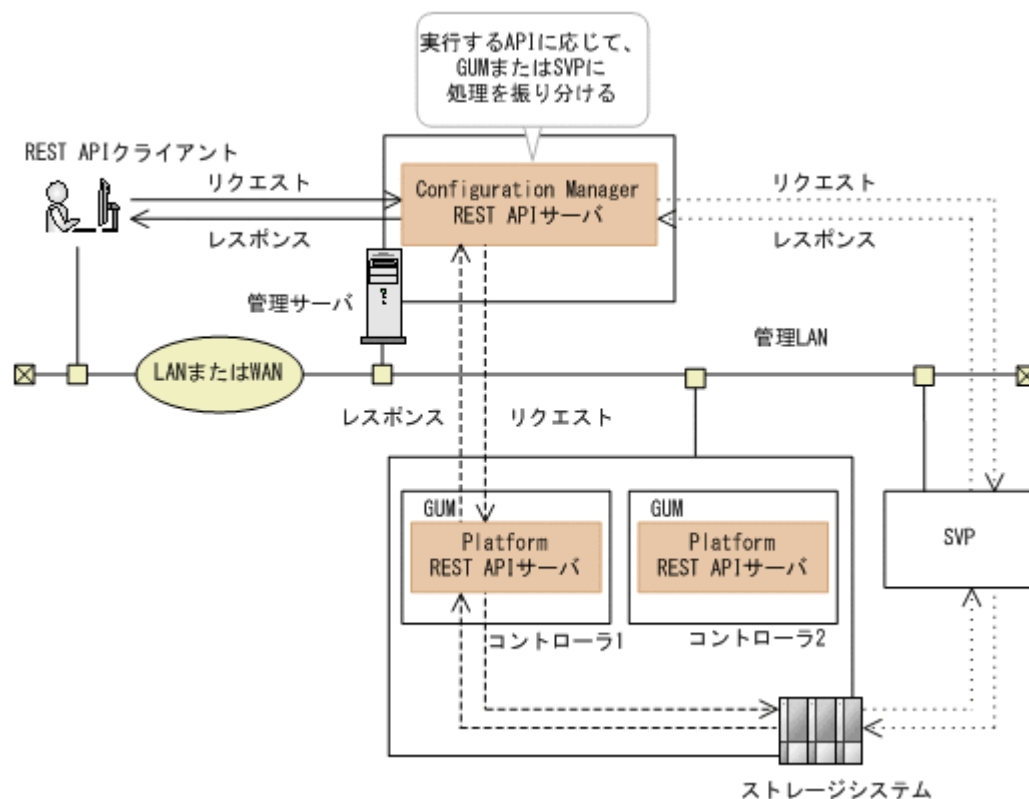 実行するAPIに応じて、
GUMまたはSVPに
処理を振り分ける
REST APIクライアント
リクエスト
Configuration Manager
REST APIサーバ
リクエスト
レスポンス
レスポンス
管理サーバ
管理LAN
LANまたはWAN
レスポンス
リクエスト
GUM
Platform
REST APIサーバ
GUM
Platform
REST APIサーバ
SVP
コントローラ1
コントローラ2
ストレージシステム